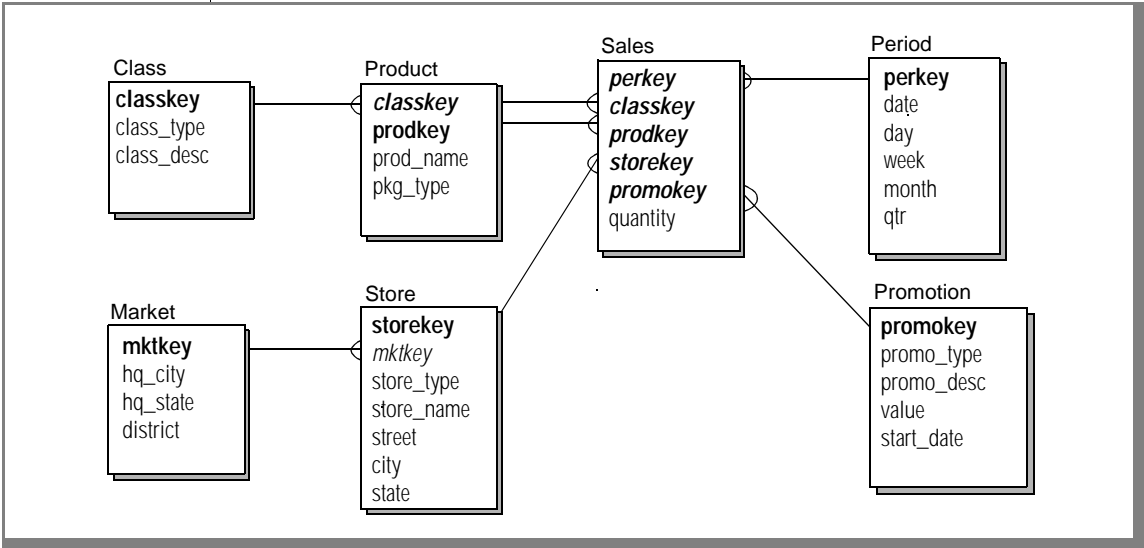 Class
classkey
class_type
class_desc
Product
classkey
prodkey
prod_name
pkg_type
Sales
perkey
classkey
prodkey
storekey
promokey
quantity
Period
perkey
date
day
week
month
qtr
Market
mktkey
hq_city
hq_state
district
Store
storekey
mktkey
store_type
store_name
street
city
state
Promotion
promokey
promo_type
promo_desc
value
start_date